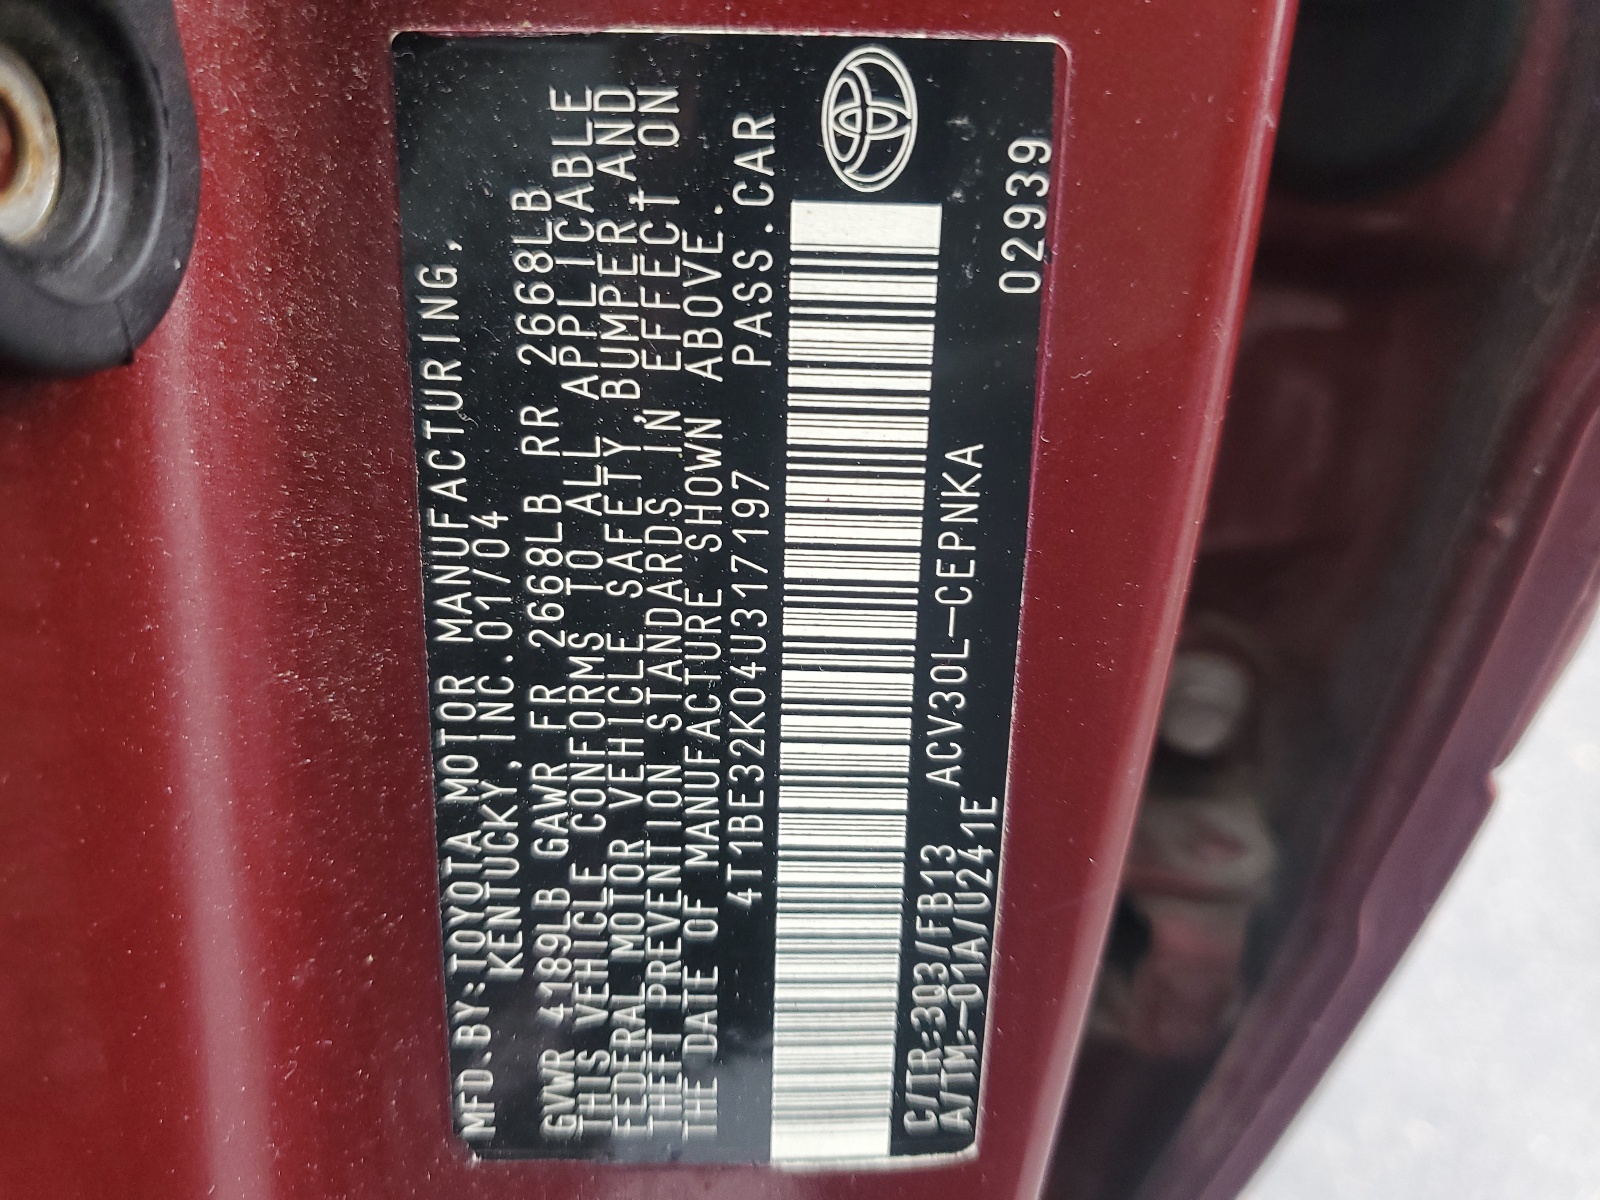 MFD.BY:TOYOTA MOTOR MANUFACTURING,
KENTUCKY,INC.01/04
GVWR 4189LB GAWR FR 2668LB RR 2668LB
THIS VEHICLE CONFORMS TO ALL APPLICABLE
FEDERAL MOTOR VEHICLE SAFETY,BUMPER AND
THEFT PREVENTION STANDARDS IN EFFECT ON
THE DATE OF MANUFACTURE SHOWN ABOVE.
4T1BE32K04U317197 PASS.CAR
C/TR:303/FB13 ACV30L-CEPNKA
A/TM:-01A/U241E 02939